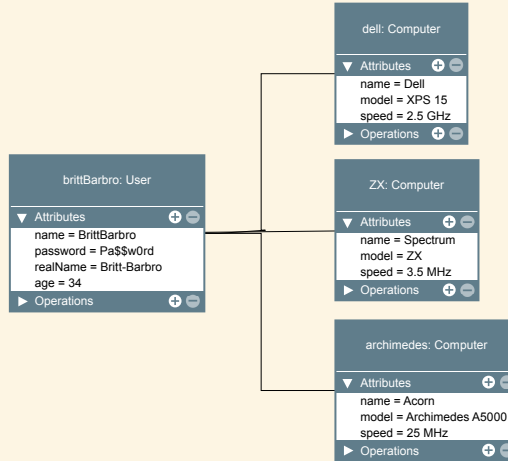 dell: Computer
Attributes
name = Dell
model = XPS 15
speed = 2.5 GHz
Operations
brittBarbro: User
Attributes
name = BrittBarbro
password = Pa$$w0rd
realName = Britt-Barbro
age = 34
Operations
ZX: Computer
Attributes
name = Spectrum
model = ZX
speed = 3.5 MHz
Operations
archimedes: Computer
Attributes
name = Acorn
model = Archimedes A5000
speed = 25 MHz
Operations